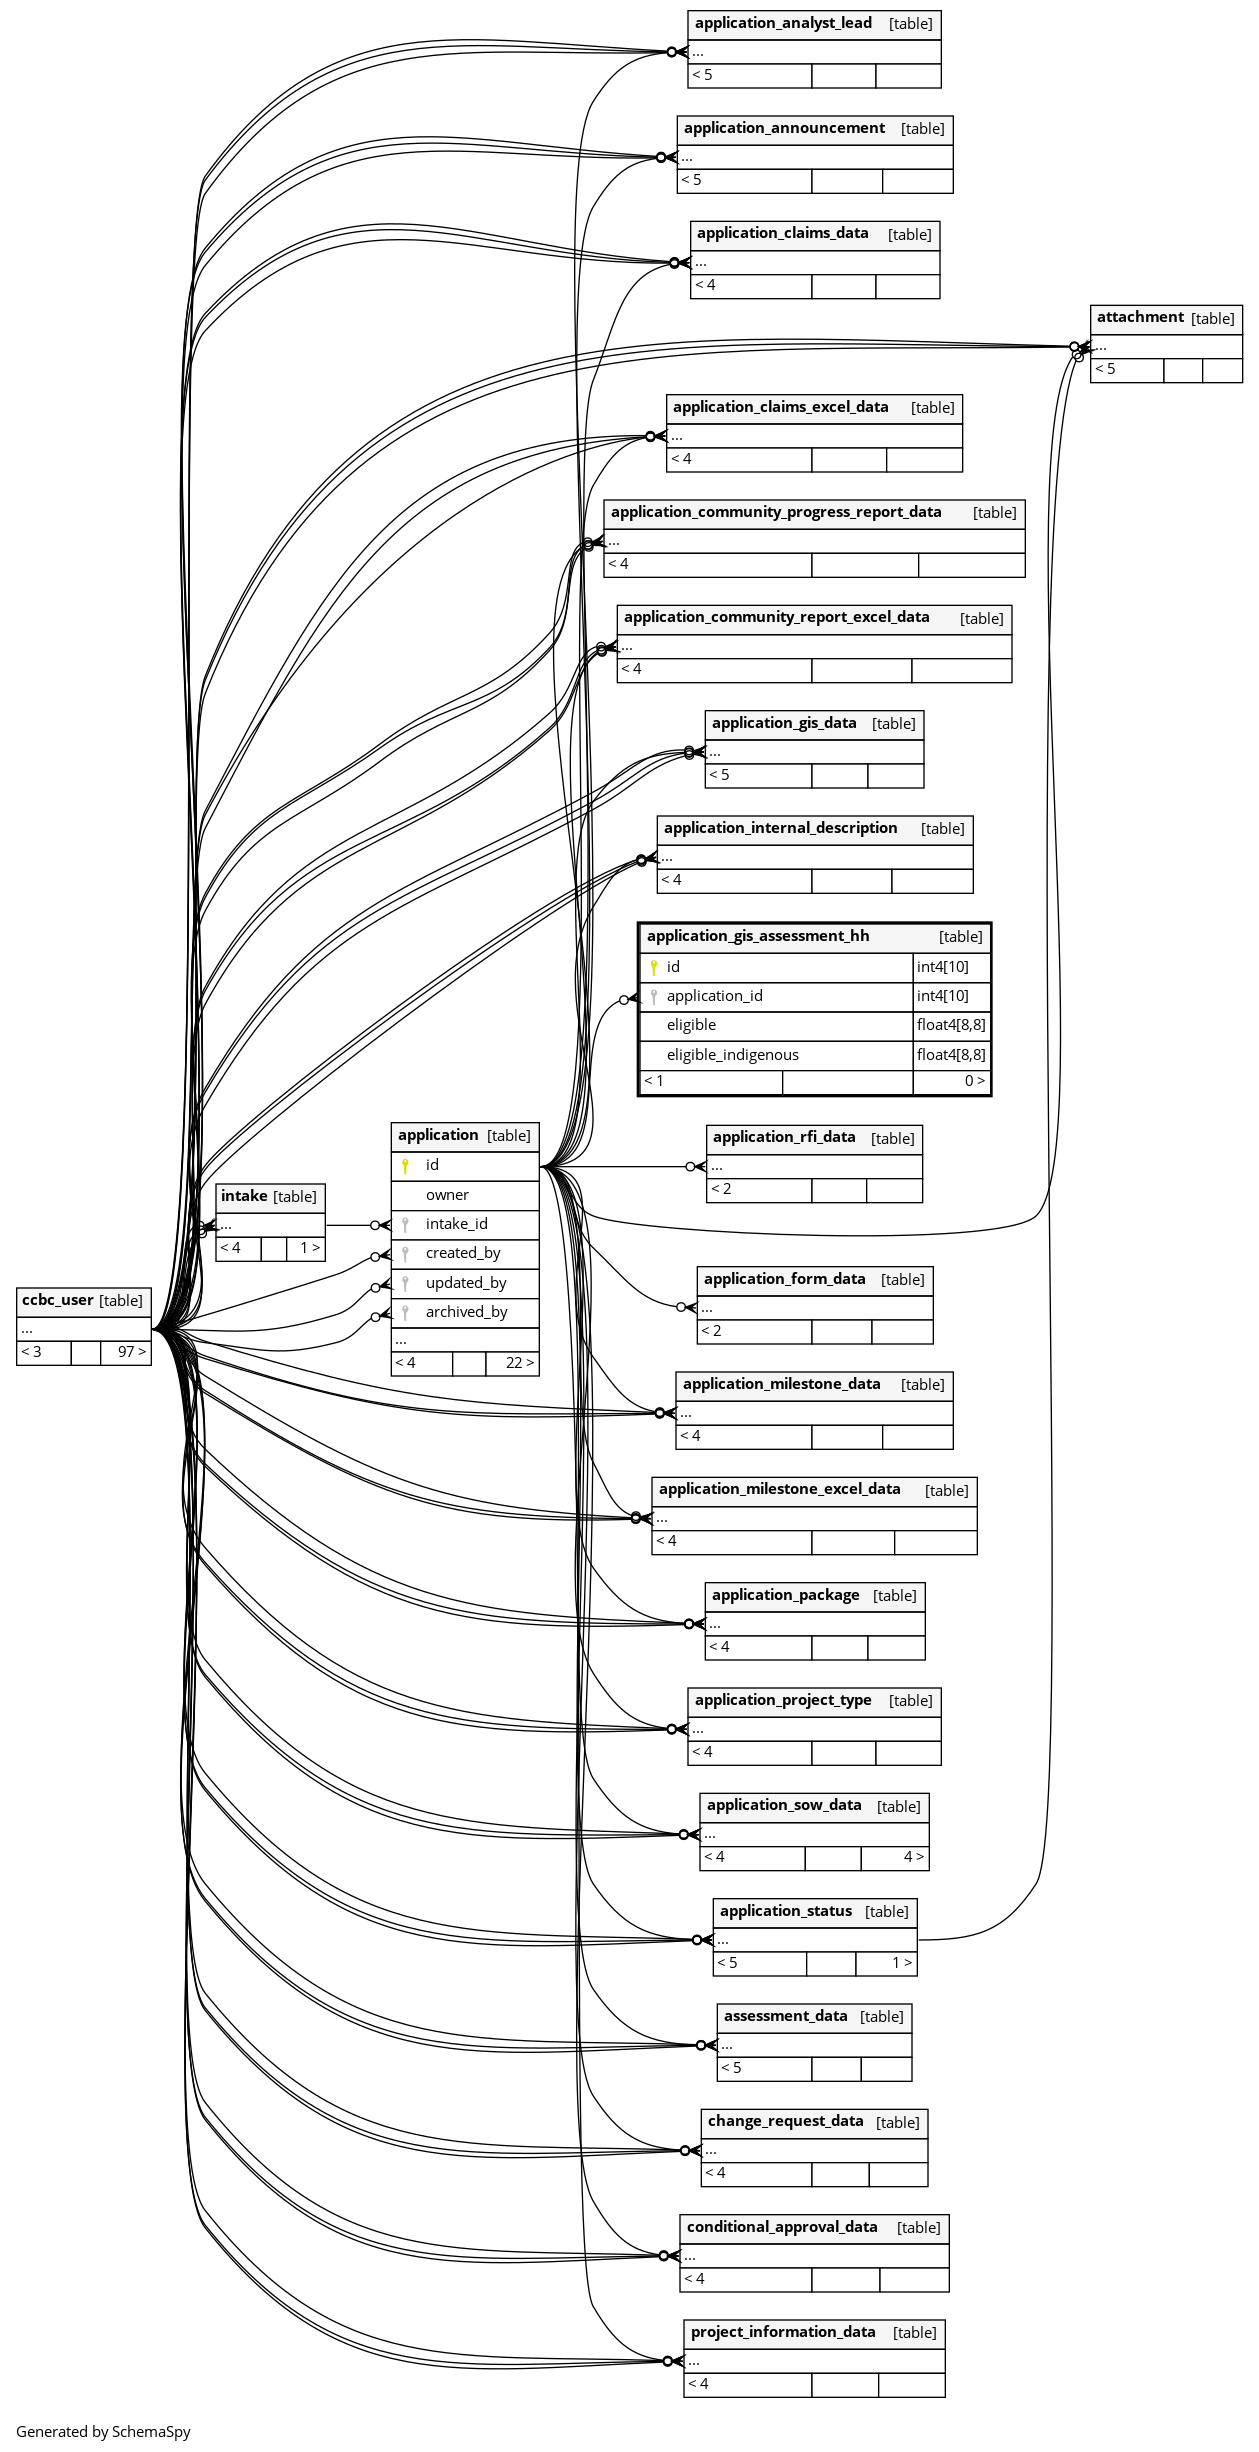 application_analyst_lead [table]
...
< 5
application_announcement [table]
...
< 5
application_claims_data [table]
...
< 4
attachment [table]
...
< 5
application_claims_excel_data [table]
...
< 4
application_community_progress_report_data [table]
...
< 4
application_community_report_excel_data [table]
...
< 4
application_gis_data [table]
...
< 5
application_internal_description [table]
...
< 4
application_gis_assessment_hh [table]
id int4[10]
application_id int4[10]
eligible float4[8,8]
eligible_indigenous float4[8,8]
< 1 0 >
application [table]
id
owner
intake_id
created_by
updated_by
archived_by
...
< 4 22 >
application_rfi_data [table]
...
< 2
intake [table]
...
< 4 1 >
ccbc_user [table]
...
< 3 97 >
application_form_data [table]
...
< 2
application_milestone_data [table]
...
< 4
application_milestone_excel_data [table]
...
< 4
application_package [table]
...
< 4
application_project_type [table]
...
< 4
application_sow_data [table]
...
< 4 4 >
application_status [table]
...
< 5 1 >
assessment_data [table]
...
< 5
change_request_data [table]
...
< 4
conditional_approval_data [table]
...
< 4
project_information_data [table]
...
< 4
Generated by SchemaSpy